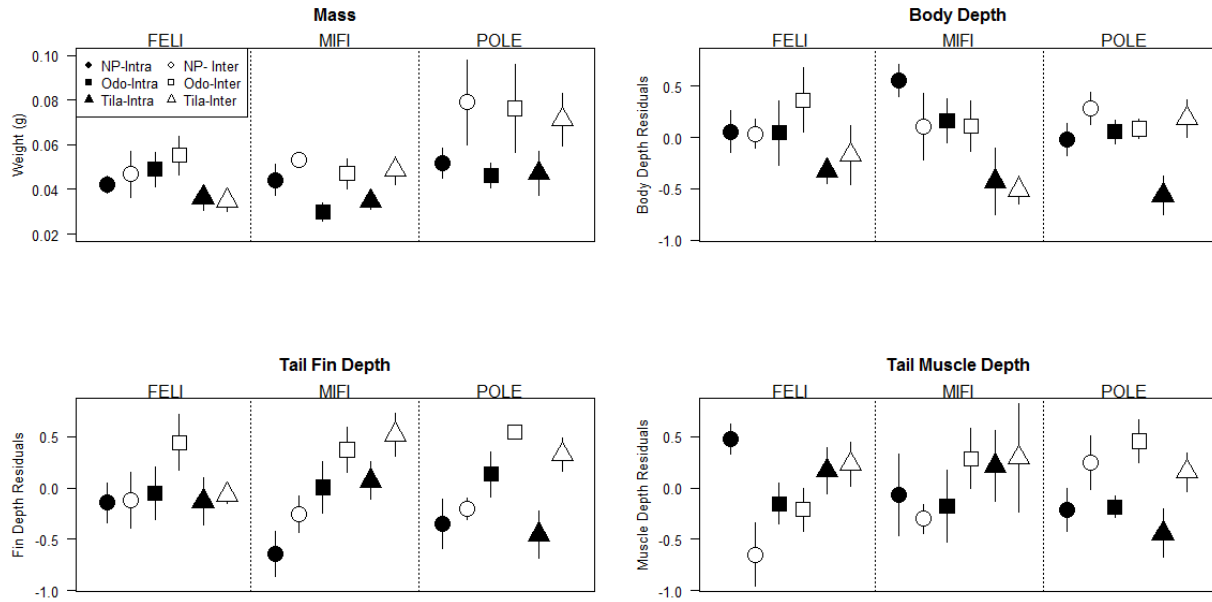 Mass
FELI MIFI POLE
NP-Intra NP- Inter
Odo-Intra Odo-Inter
Tila-Intra Tila-Inter
Weight (g)
0.10
0.08
0.06
0.04
0.02
Body Depth
FELI MIFI POLE
Body Depth Residuals
0.5
0.0
-0.5
-1.0
Tail Fin Depth
FELI MIFI POLE
Fin Depth Residuals
0.5
0.0
-0.5
-1.0
Tail Muscle Depth
FELI MIFI POLE
Muscle Depth Residuals
0.5
0.0
-0.5
-1.0